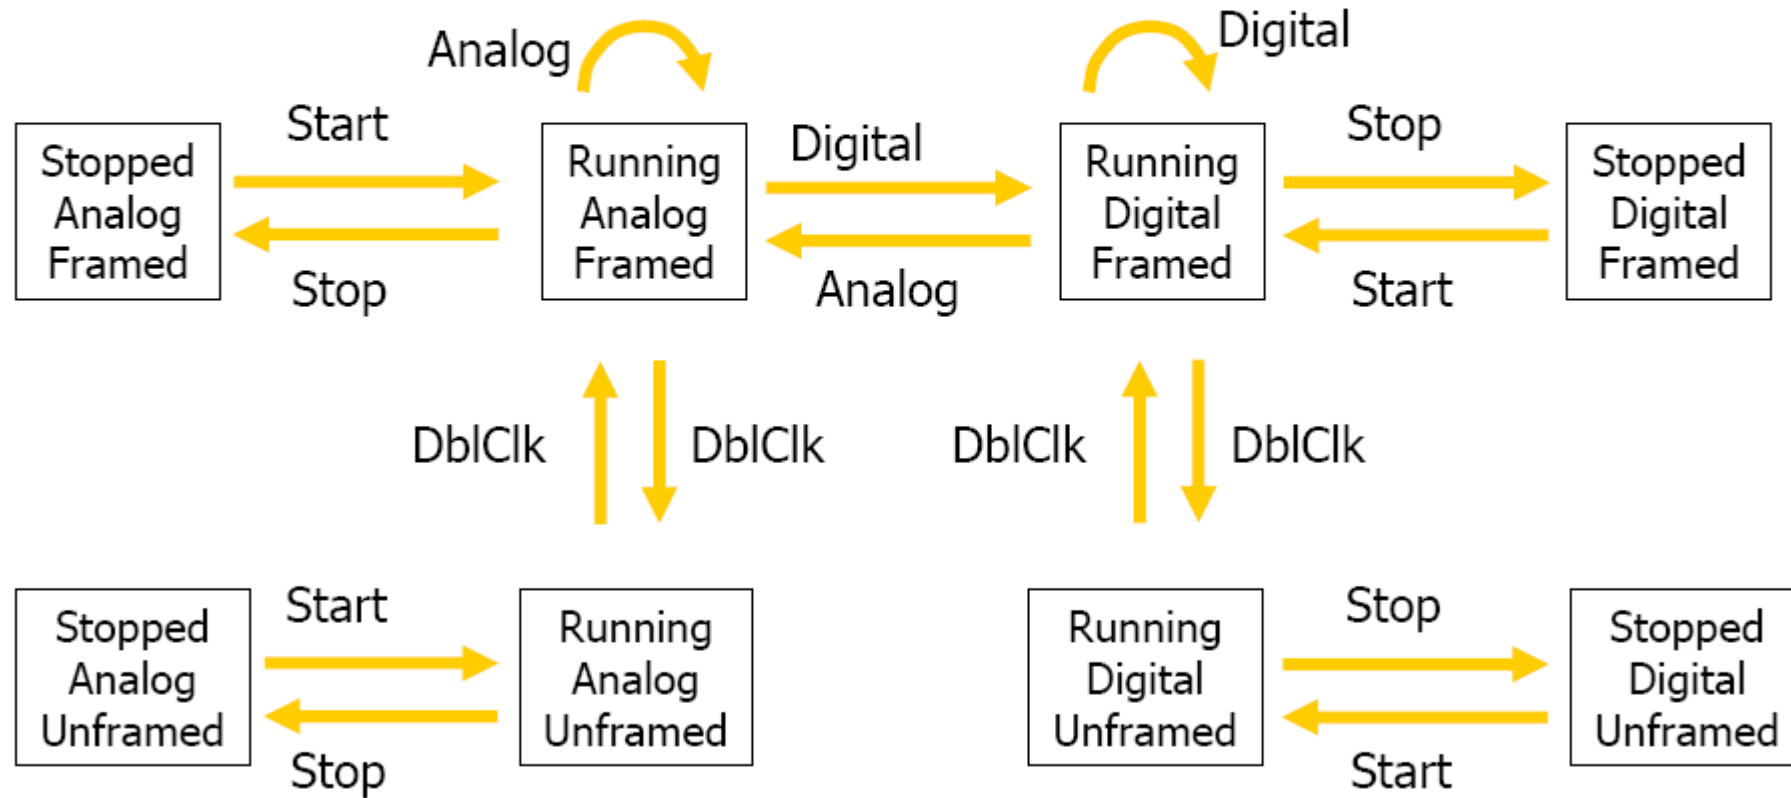 Analog
Digital
Start
Digital
Stop
Stopped
Analog
Framed
Running
Analog
Framed
Running
Digital
Framed
Stopped
Digital
Framed
Stop
Analog
Start
DblClk
DblClk
DblClk
DblClk
Start
Stop
Stopped
Analog
Unframed
Running
Analog
Unframed
Running
Digital
Unframed
Stopped
Digital
Unframed
Stop
Start